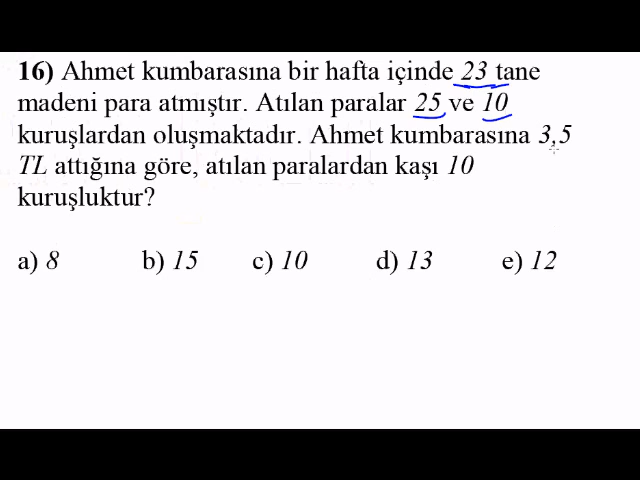 16) Ahmet kumbarasına bir hafta içinde 23 tane
madeni para atmıştır. Atılan paralar 25 ve 10
kuruşlardan oluşmaktadır. Ahmet kumbarasına 3,5
TL attığına göre, atılan paralardan kaşı 10
kuruşluktur?
a) 8 b) 15 c) 10 d) 13 e) 12